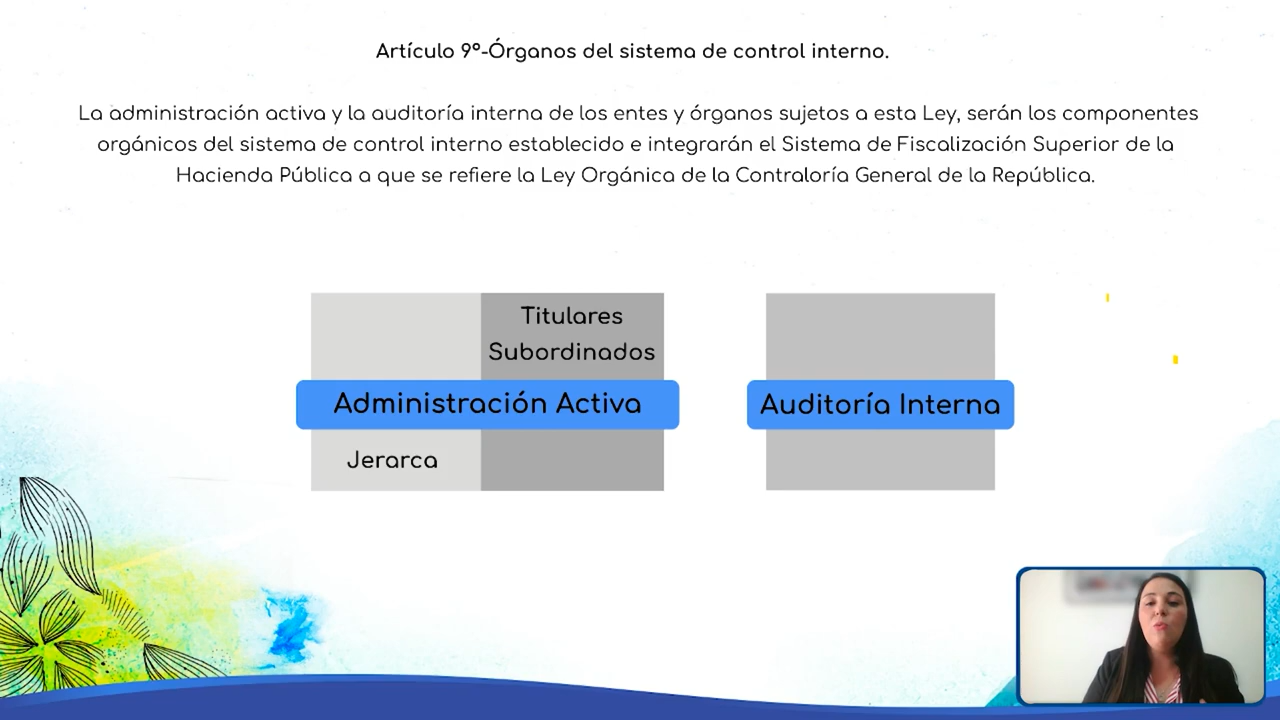 Artículo 9º-Órganos del sistema de control interno.
La administración activa y la auditoría interna de los entes y órganos sujetos a esta Ley, serán los componentes
orgánicos del sistema de control interno establecido e integrarán el Sistema de Fiscalización Superior de la
Hacienda Pública a que se refiere la Ley Orgánica de la Contraloría General de la República.
Titulares
Subordinados
Administración Activa
Jerarca
Auditoría Interna